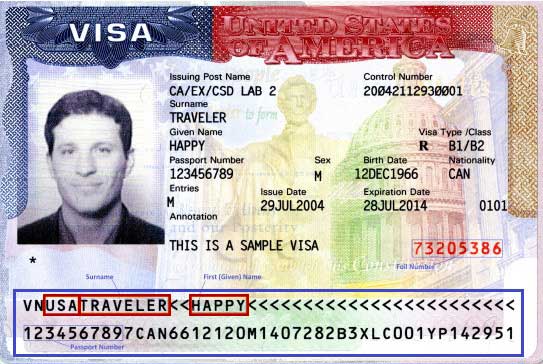 VISA UNITED STATES OF AMERICA
Issuing Post Name Control Number
CA/EX/CSD LAB 2 20042112930001
Surname
TRAVELER
Given Name Visa Type /Class
HAPPY R B1/B2
Passport Number Sex Birth Date Nationality
123456789 M 12DEC1966 CAN
Entries Issue Date Expiration Date
M 29JUL2004 28JUL2014 0101
Annotation
THIS IS A SAMPLE VISA 73205386
* Foil Number
Surname First (Given) Name
VNUSATRAVELER<<HAPPY<<<<<<<<<<<<<<<<<<<<<<<<
1234567897CAN6612120M1407282B3XLC001YP142951
Passport Number